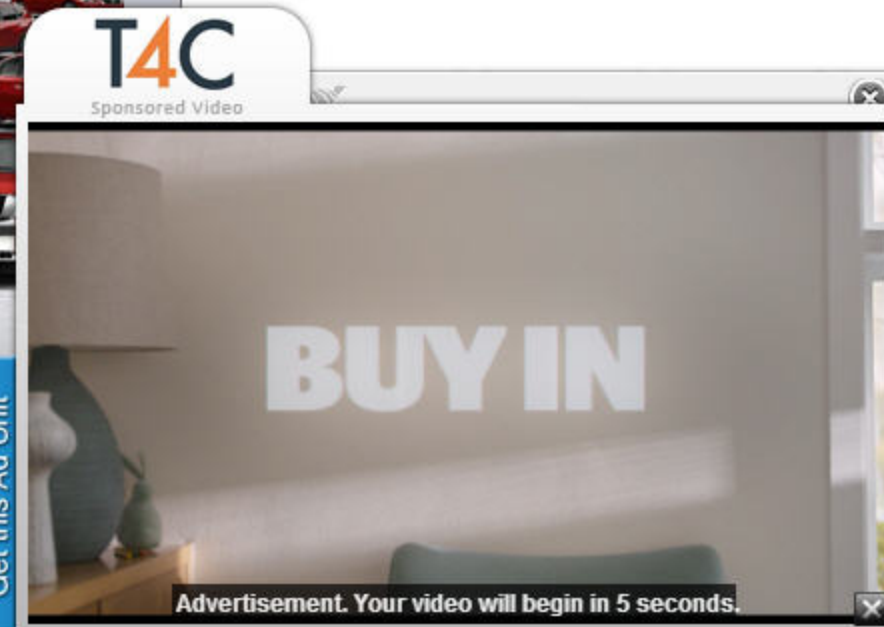 T4C
Sponsored Video
BUY IN
Advertisement. Your video will begin in 5 seconds.
Get this Ad Unit